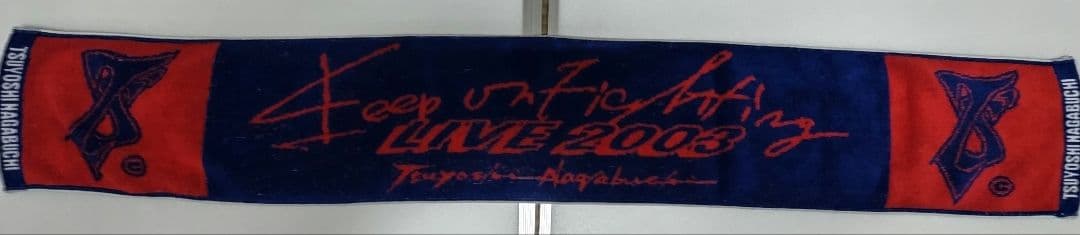 TSUYOSHI NAGABUCHI
Keep on Fighting
LIVE 2003
Tsuyoshi Nagabuchi
TSUYOSHI NAGABUCHI